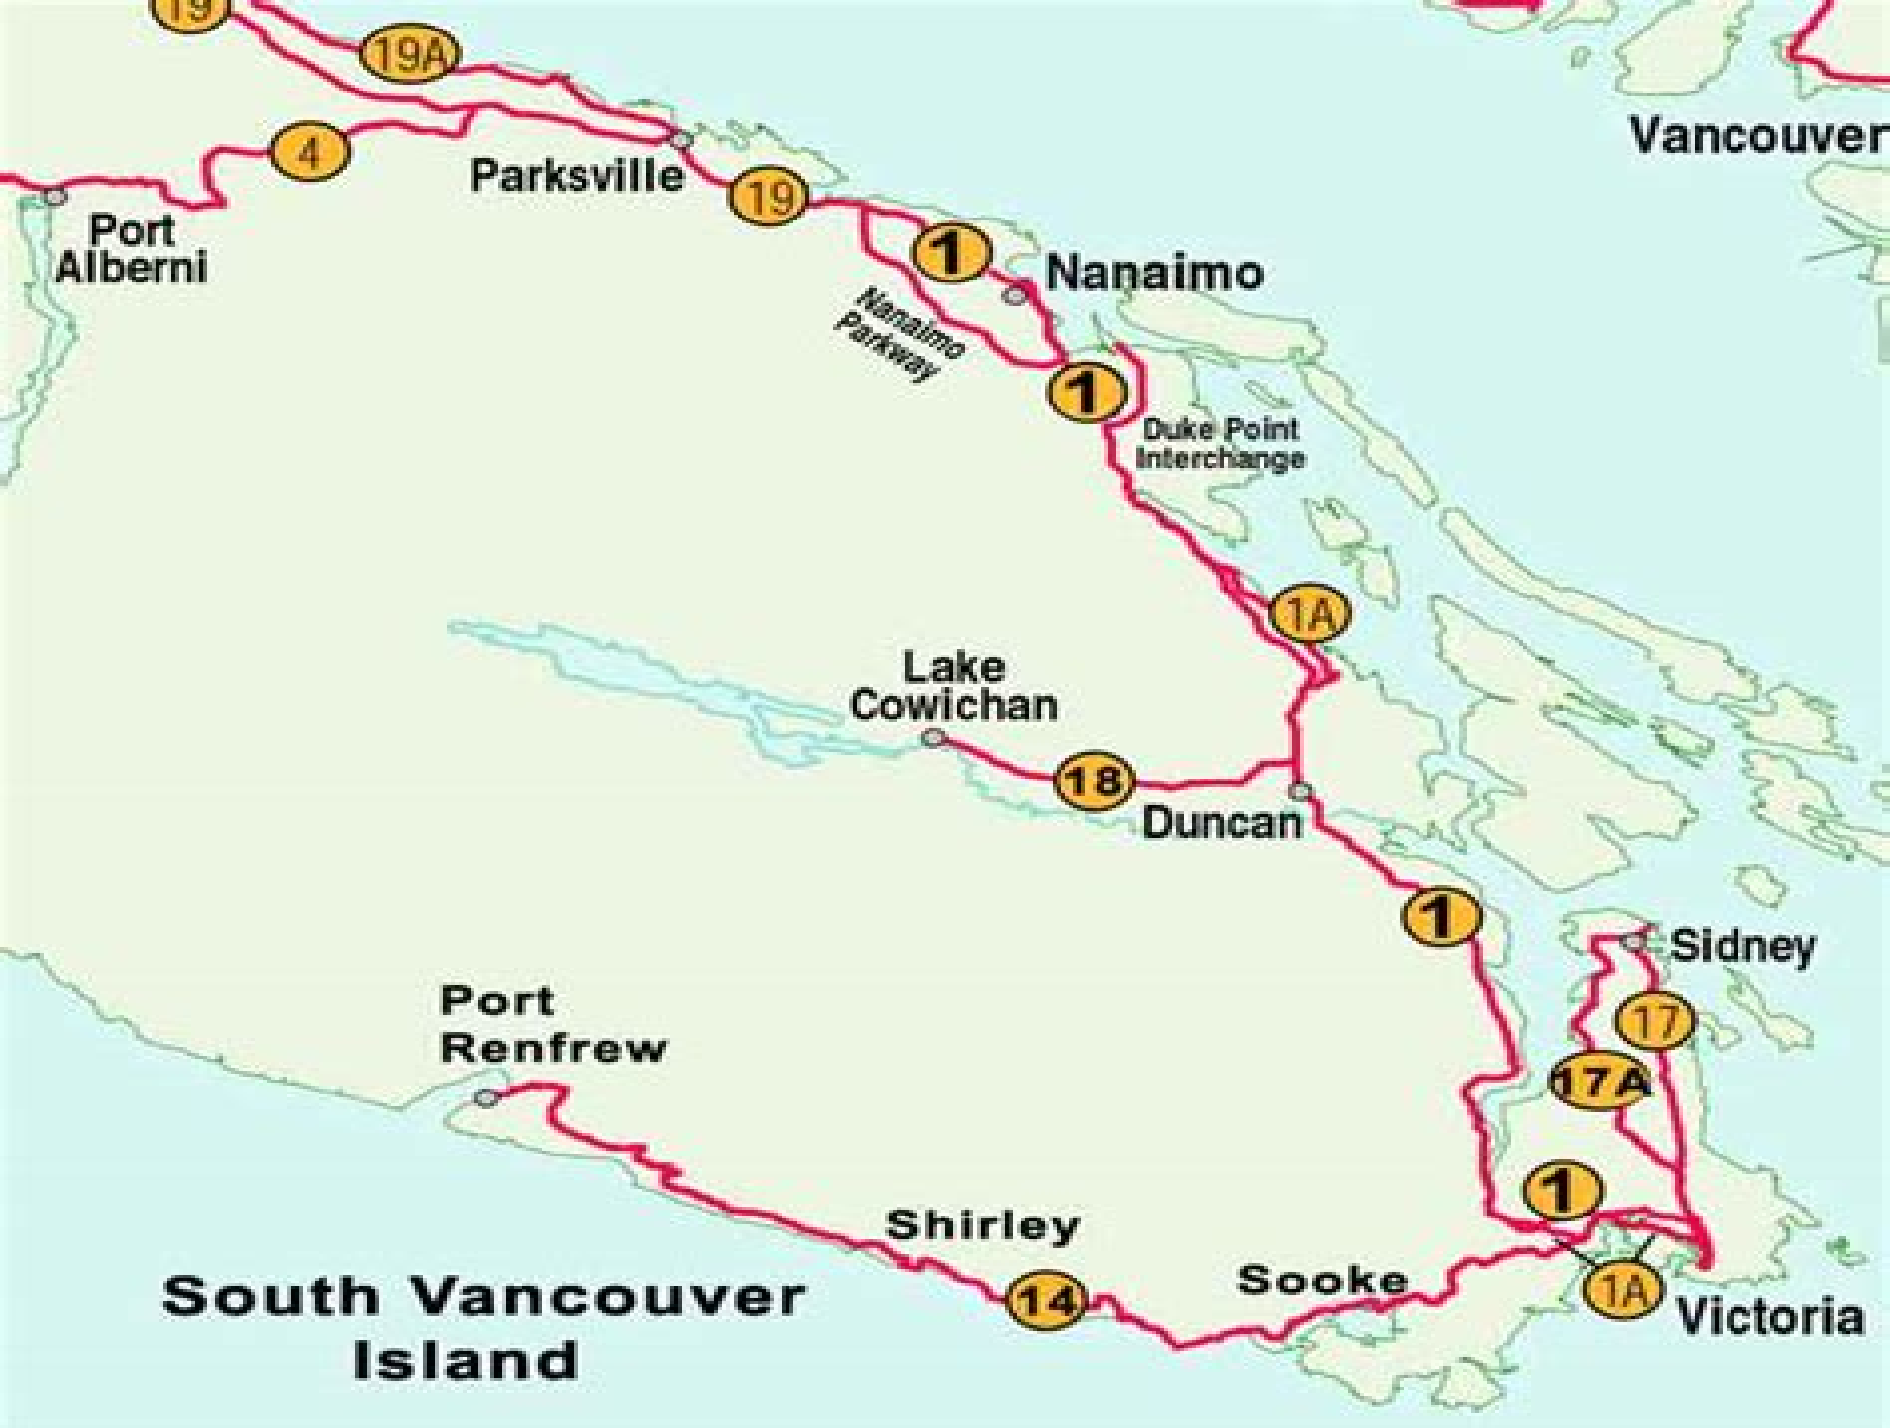 19
19A
Vancouver
4
Parksville
19
Port
Alberni
1
Nanaimo
Nanaimo
Parkway
1
Duke Point
Interchange
1A
Lake
Cowichan
18
Duncan
1
Sidney
Port
Renfrew
17
17A
1
Shirley
Sooke
14
1A
Victoria
South Vancouver
Island